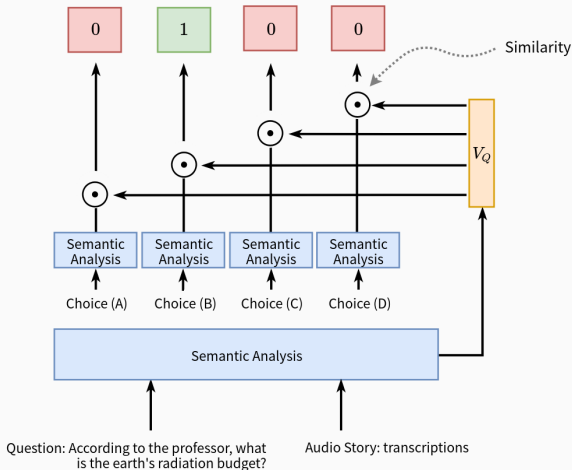 0 1 0 0
Similarity
V_Q
Semantic Analysis
Semantic Analysis
Semantic Analysis
Semantic Analysis
Choice (A) Choice (B) Choice (C) Choice (D)
Semantic Analysis
Question: According to the professor, what
is the earth's radiation budget?
Audio Story: transcriptions